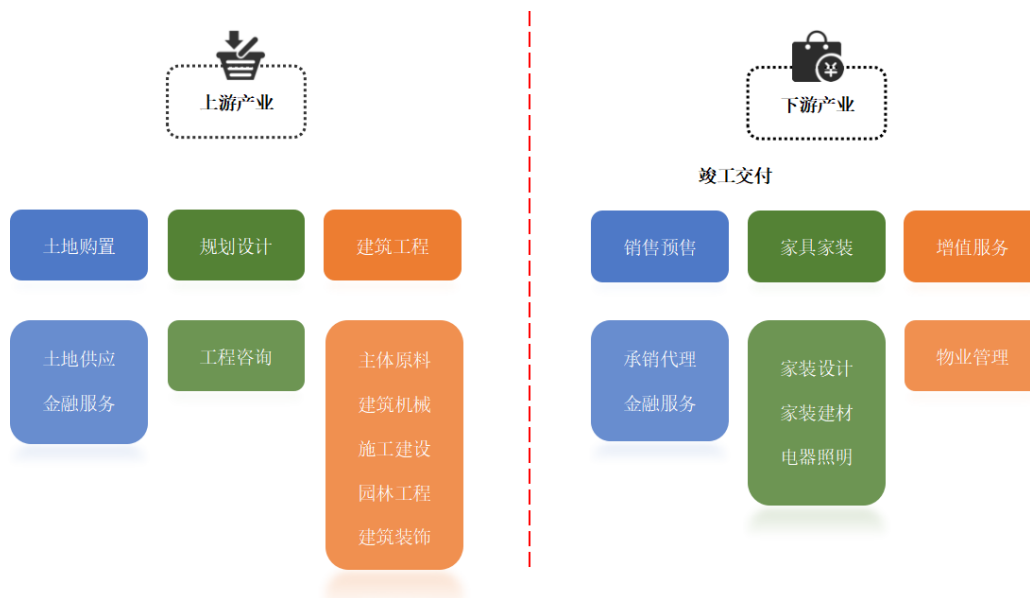 上游产业
土地购置
规划设计
建筑工程
土地供应
金融服务
工程咨询
主体原料
建筑机械
施工建设
园林工程
建筑装饰
¥
下游产业
竣工交付
销售预售
家具家装
增值服务
承销代理
金融服务
家装设计
家装建材
电器照明
物业管理